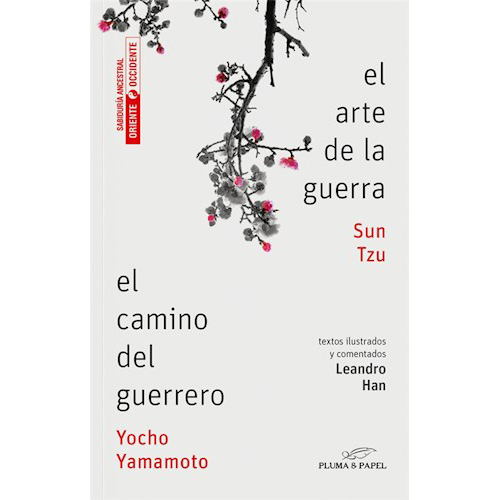 SABIDURÍA ANCESTRAL
ORIENTE OCCIDENTE
el
arte
de la
guerra
Sun
Tzu
el
camino
del
guerrero
Yocho
Yamamoto
textos ilustrados
y comentados
Leandro
Han
PLUMA & PAPEL